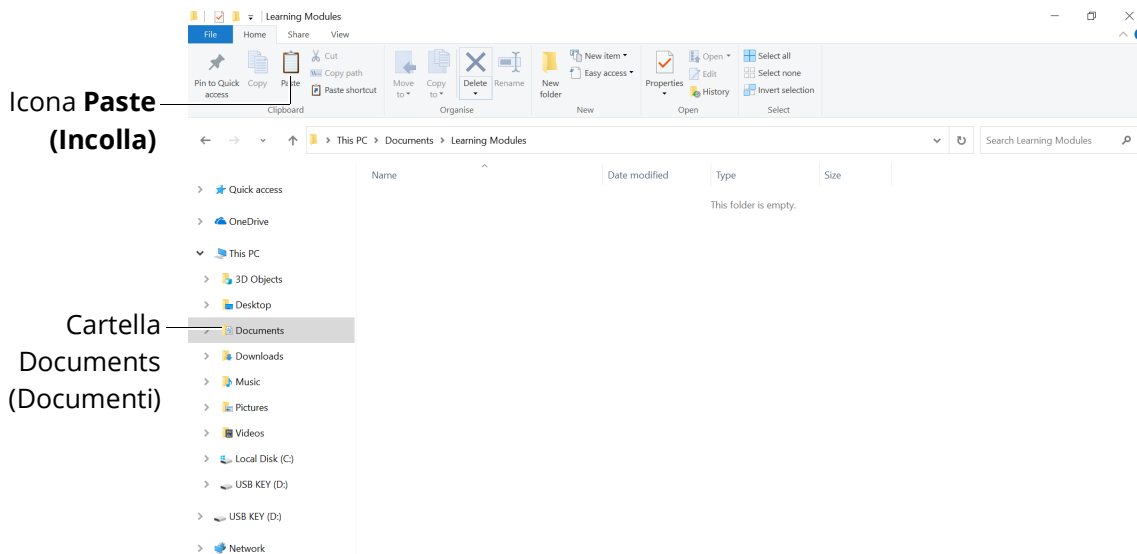 Learning Modules
File Home Share View
Pin to Quick access
Copy
Paste
Cut
Copy path
Paste shortcut
Clipboard
Move to
Copy to
Delete
Rename
Organise
New folder
New item
Easy access
New
Properties
Open
Edit
History
Open
Select all
Select none
Invert selection
Select
Icona Paste
(Incolla)
This PC > Documents > Learning Modules
Search Learning Modules
Name Date modified Type Size
This folder is empty.
Quick access
OneDrive
This PC
3D Objects
Desktop
Documents
Downloads
Music
Pictures
Videos
Local Disk (C:)
USB KEY (D:)
USB KEY (D:)
Network
Cartella
Documents
(Documenti)